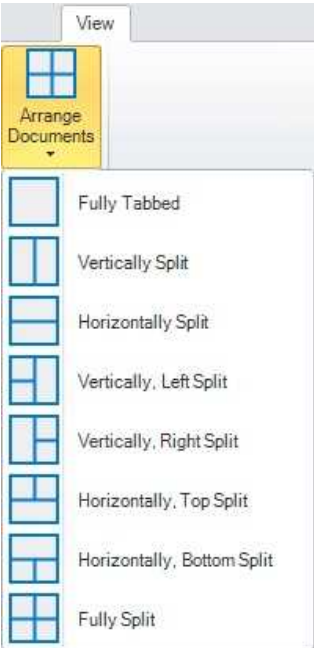 View
Arrange
Documents
Fully Tabbed
Vertically Split
Horizontally Split
Vertically, Left Split
Vertically, Right Split
Horizontally, Top Split
Horizontally, Bottom Split
Fully Split